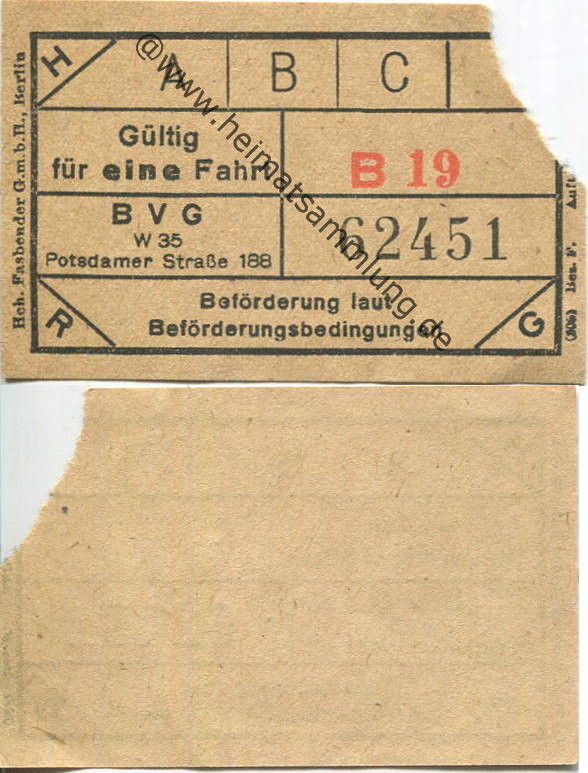 H A B C
Gültig
für eine Fahrt
B 19
B V G
W 35
Potsdamer Straße 188
62451
Beförderung laut
Beförderungsbedingungen
R G
Hch. Fasbender G.m.b.H., Berlin
@www.heimatsammlung.de